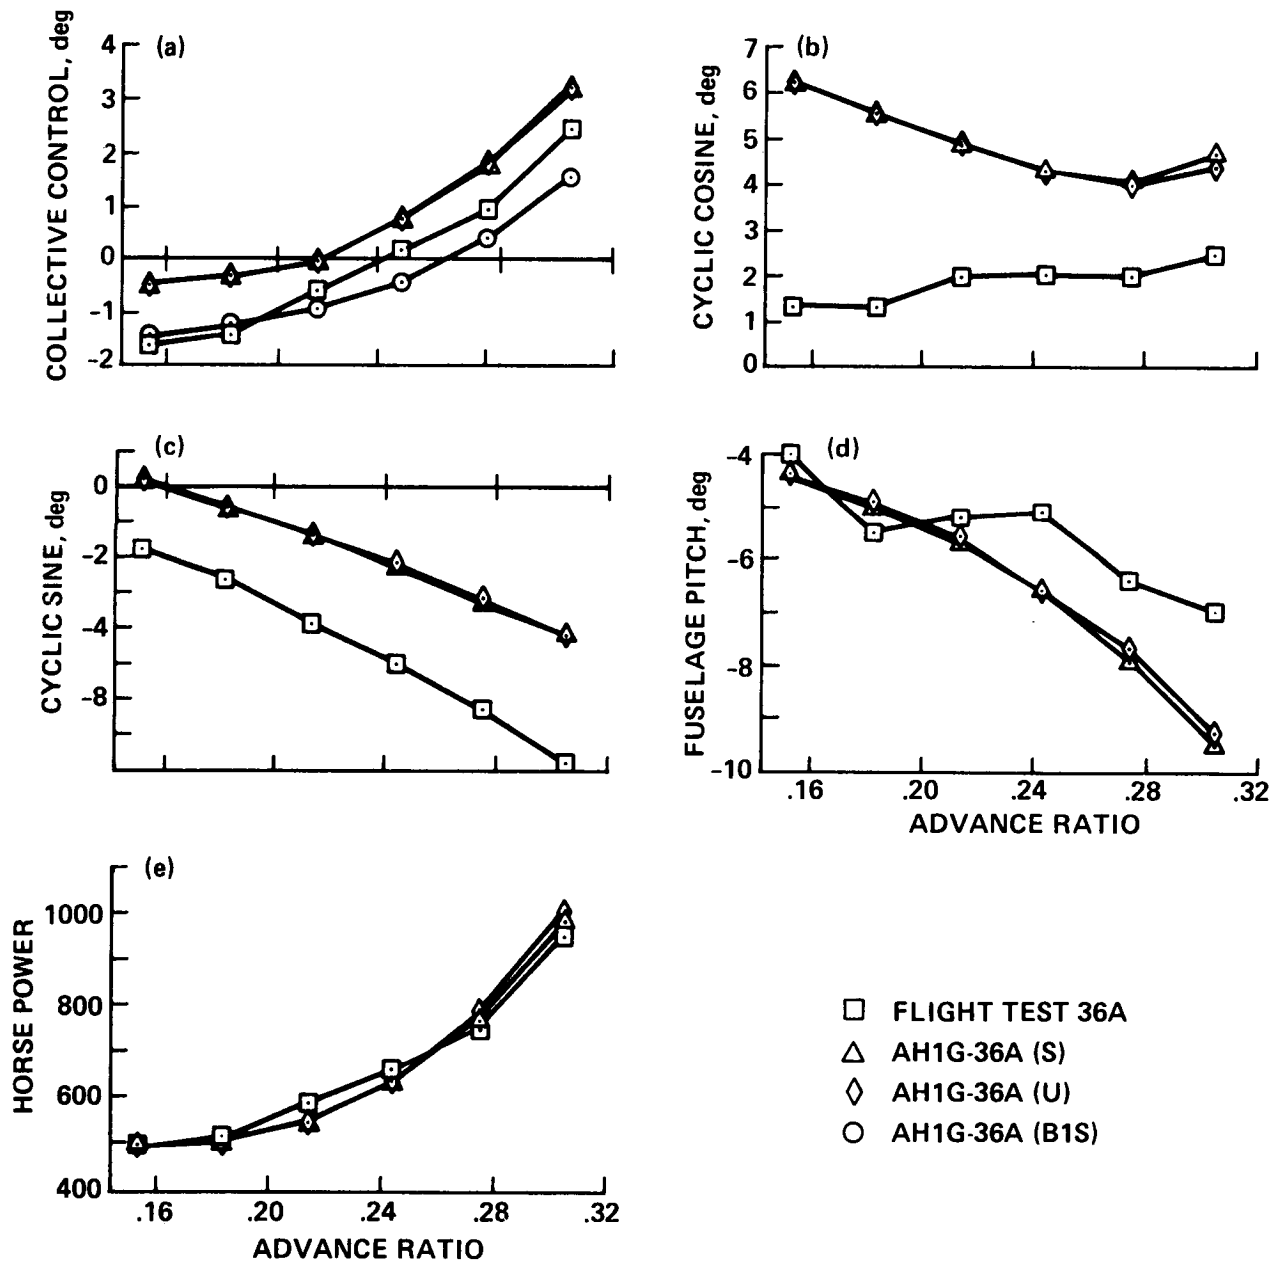 (a)
COLLECTIVE CONTROL, deg
4
3
2
1
0
-1
-2
(b)
CYCLIC COSINE, deg
7
6
5
4
3
2
1
0
(c)
CYCLIC SINE, deg
0
-2
-4
-8
(d)
FUSELAGE PITCH, deg
-4
-6
-8
-10
.16 .20 .24 .28 .32
ADVANCE RATIO
(e)
HORSE POWER
1000
800
600
400
.16 .20 .24 .28 .32
ADVANCE RATIO
FLIGHT TEST 36A
AH1G-36A (S)
AH1G-36A (U)
AH1G-36A (B1S)